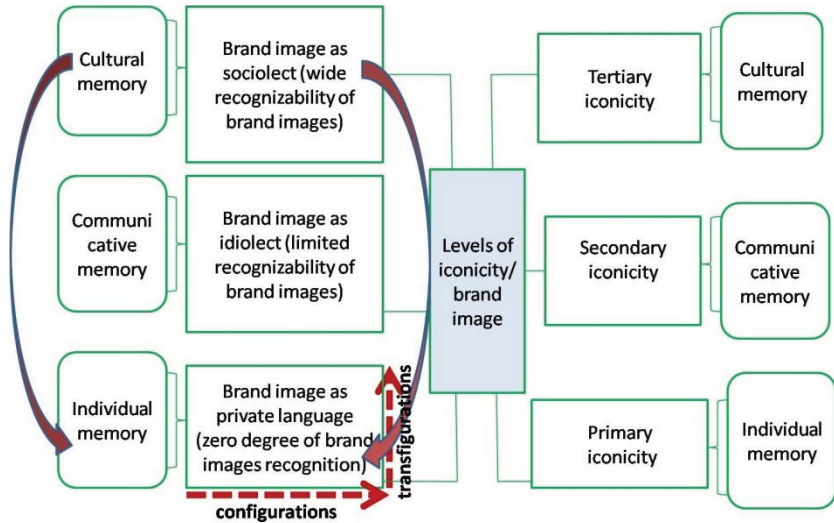 Cultural
memory
Brand image as
sociolect (wide
recognizability of
brand images)
Communi
cative
memory
Brand image as
idiolect (limited
recognizability of
brand images)
Individual
memory
Brand image as
private language
(zero degree of brand
images recognition)
configurations
transfigurations
Levels of
iconicity/
brand
image
Tertiary
iconicity
Cultural
memory
Secondary
iconicity
Communi
cative
memory
Primary
iconicity
Individual
memory